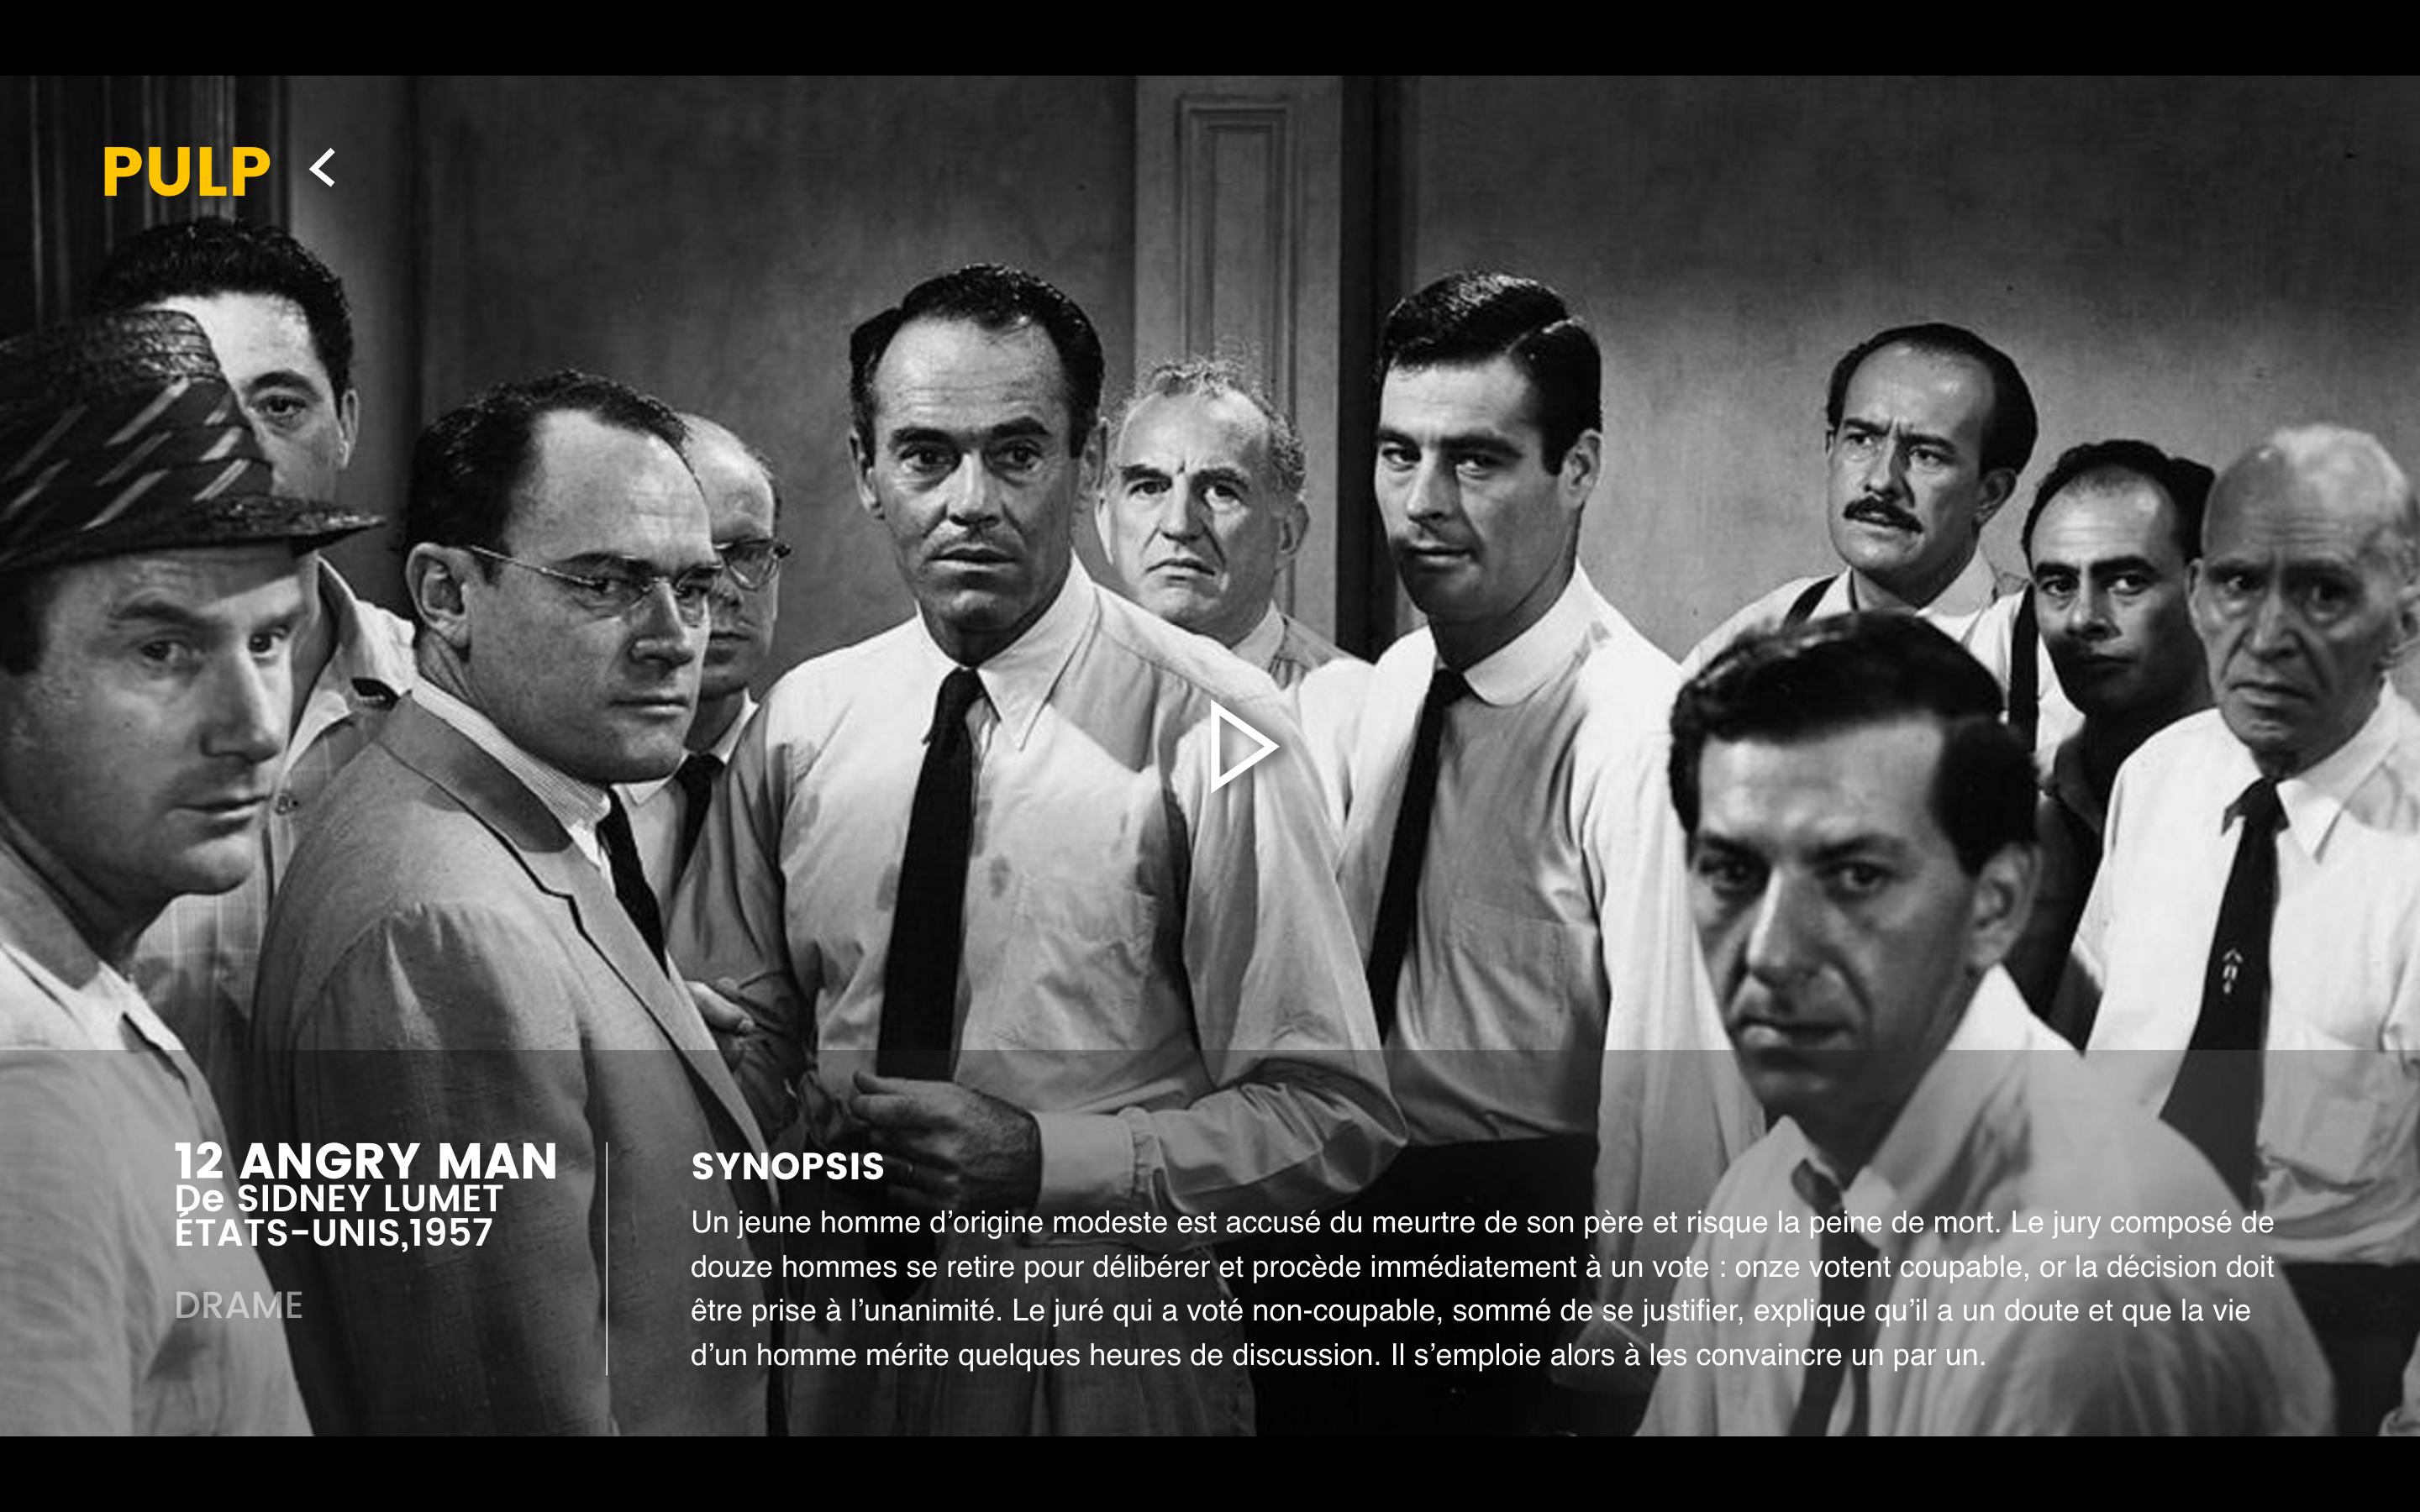 PULP
12 ANGRY MAN
De SIDNEY LUMET
ÉTATS-UNIS,1957
DRAME
SYNOPSIS
Un jeune homme d’origine modeste est accusé du meurtre de son père et risque la peine de mort. Le jury composé de
douze hommes se retire pour délibérer et procède immédiatement à un vote : onze votent coupable, or la décision doit
être prise à l’unanimité. Le juré qui a voté non-coupable, sommé de se justifier, explique qu’il a un doute et que la vie
d’un homme mérite quelques heures de discussion. Il s’emploie alors à les convaincre un par un.